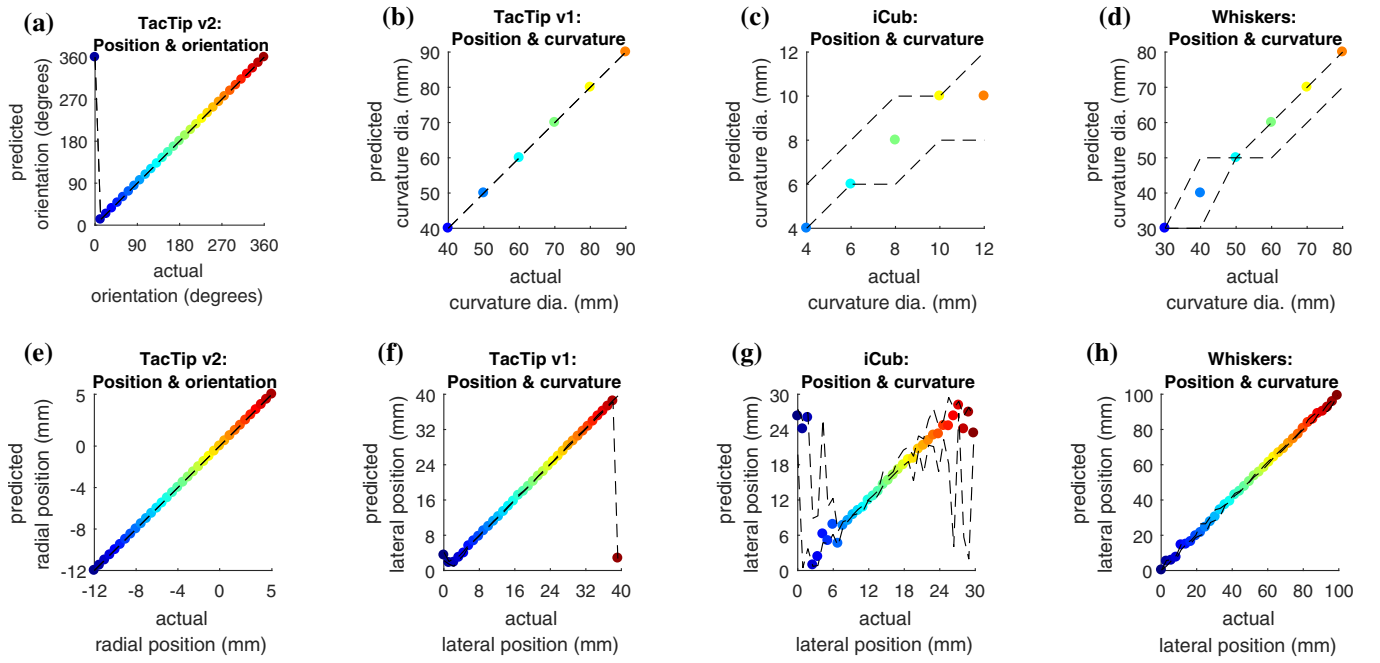 (a)
TacTip v2:
Position & orientation
predicted
orientation (degrees)
360
270
180
90
0
0 90 180 270 360
actual
orientation (degrees)
(b)
TacTip v1:
Position & curvature
predicted
curvature dia. (mm)
90
80
70
60
50
40
40 50 60 70 80 90
actual
curvature dia. (mm)
(c)
iCub:
Position & curvature
predicted
curvature dia. (mm)
12
10
8
6
4
4 6 8 10 12
actual
curvature dia. (mm)
(d)
Whiskers:
Position & curvature
predicted
curvature dia. (mm)
80
70
60
50
40
30
30 40 50 60 70 80
actual
curvature dia. (mm)
(e)
TacTip v2:
Position & orientation
predicted
radial position (mm)
5
0
-4
-8
-12
-12 -8 -4 0 5
actual
radial position (mm)
(f)
TacTip v1:
Position & curvature
predicted
lateral position (mm)
40
32
24
16
8
0
0 8 16 24 32 40
actual
lateral position (mm)
(g)
iCub:
Position & curvature
predicted
lateral position (mm)
30
24
18
12
6
0
0 6 12 18 24 30
actual
lateral position (mm)
(h)
Whiskers:
Position & curvature
predicted
lateral position (mm)
100
80
60
40
20
0
0 20 40 60 80 100
actual
lateral position (mm)